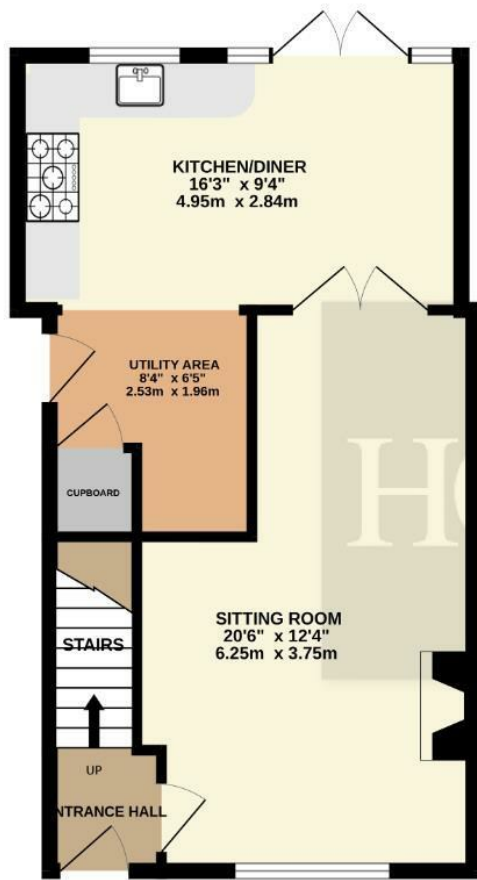 KITCHEN/DINER
16'3" x 9'4"
4.95m x 2.84m
UTILITY AREA
8'4" x 6'5"
2.53m x 1.96m
CUPBOARD
H
SITTING ROOM
20'6" x 12'4"
6.25m x 3.75m
STAIRS
UP
ENTRANCE HALL